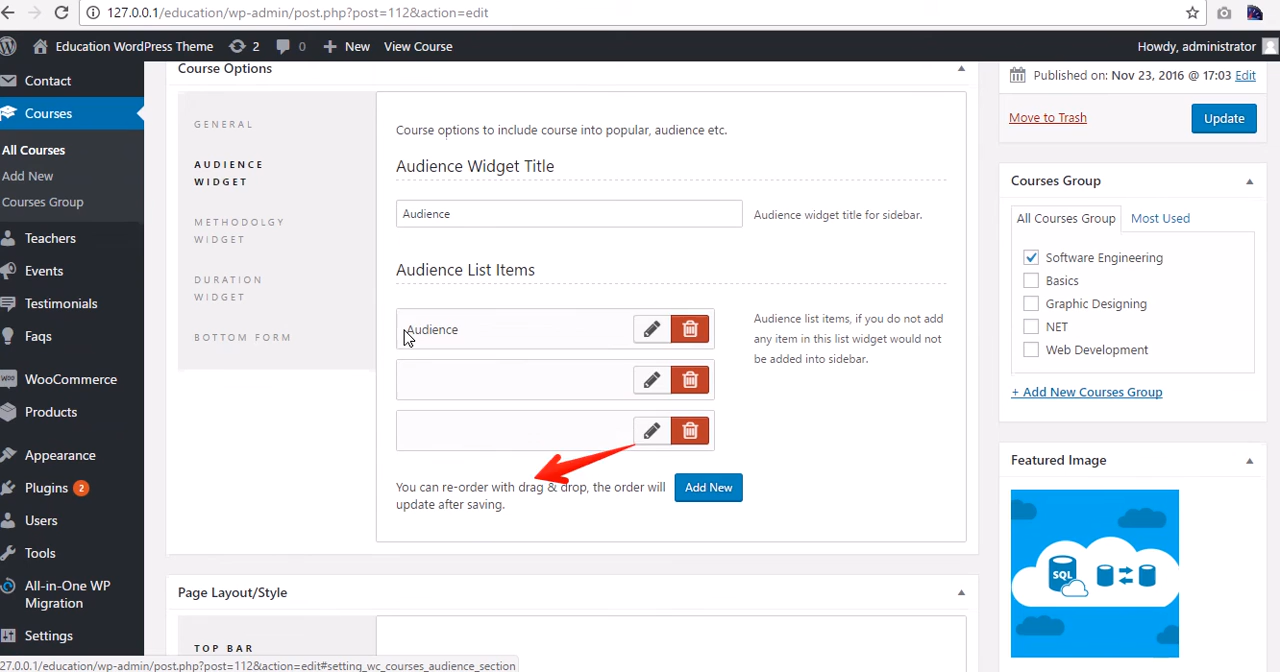 127.0.0.1/education/wp-admin/post.php?post=112&action=edit
Education WordPress Theme
2
0
New
View Course
Howdy, administrator
Contact
Courses
All Courses
Add New
Courses Group
Teachers
Events
Testimonials
Faqs
WooCommerce
Products
Appearance
Plugins 2
Users
Tools
All-in-One WP
Migration
Settings
Course Options
GENERAL
AUDIENCE
WIDGET
METHODOLGY
WIDGET
DURATION
WIDGET
BOTTOM FORM
Course options to include course into popular, audience etc.
Audience Widget Title
Audience
Audience widget title for sidebar.
Audience List Items
Audience
Audience list items, if you do not add
any item in this list widget would not
be added into sidebar.
You can re-order with drag & drop, the order will
update after saving.
Add New
Page Layout/Style
TOP BAR
Published on: Nov 23, 2016 @ 17:03 Edit
Move to Trash
Update
Courses Group
All Courses Group
Most Used
Software Engineering
Basics
Graphic Designing
NET
Web Development
+ Add New Courses Group
Featured Image
SQL
27.0.0.1/education/wp-admin/post.php?post=112&action=edit#setting_wc_courses_audience_section